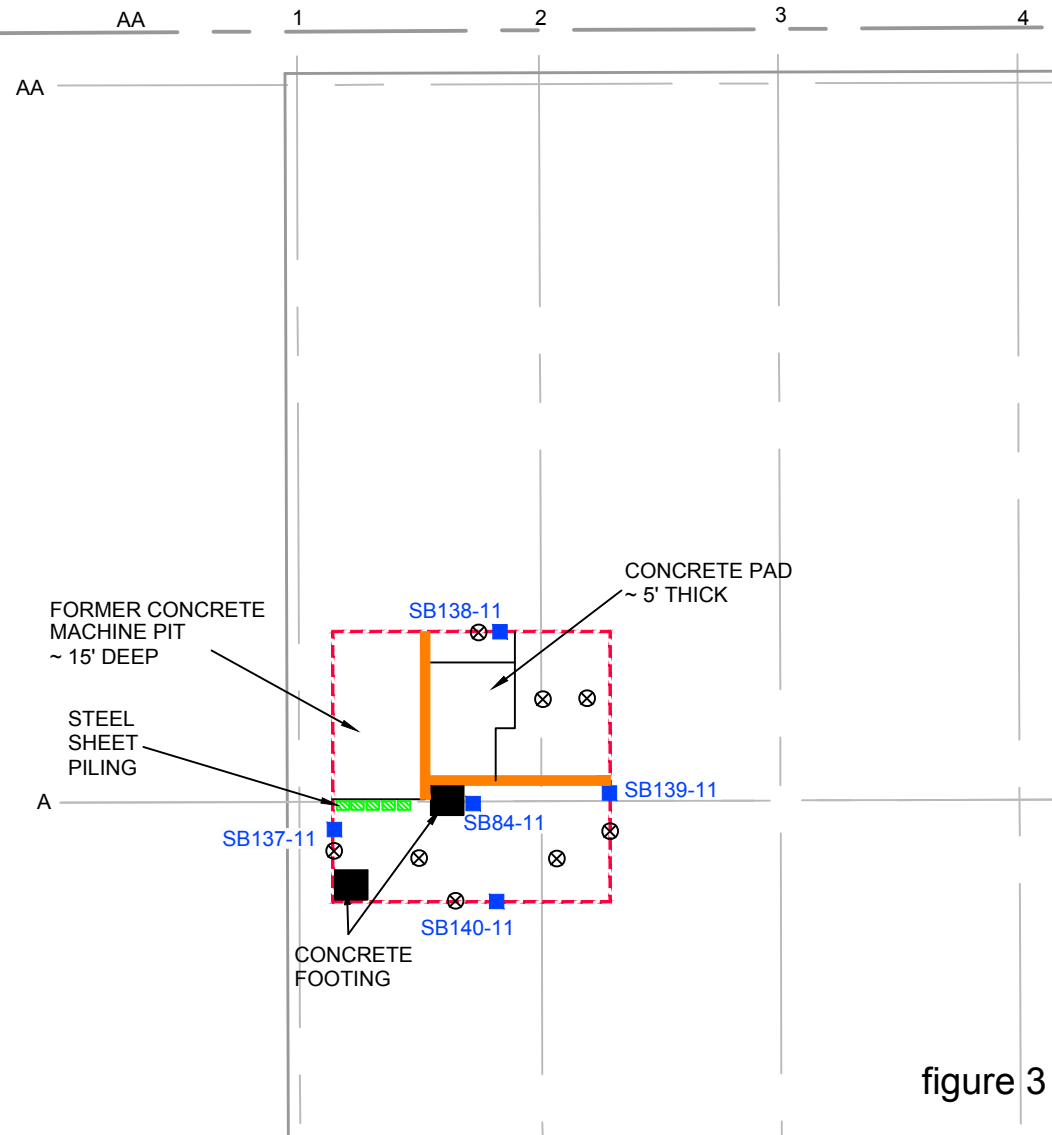 AA 1 2 3 4
AA
CONCRETE PAD
~ 5' THICK
FORMER CONCRETE
MACHINE PIT
~ 15' DEEP
SB138-11
STEEL
SHEET
PILING
A
SB139-11
SB84-11
SB137-11
SB140-11
CONCRETE
FOOTING
figure 3